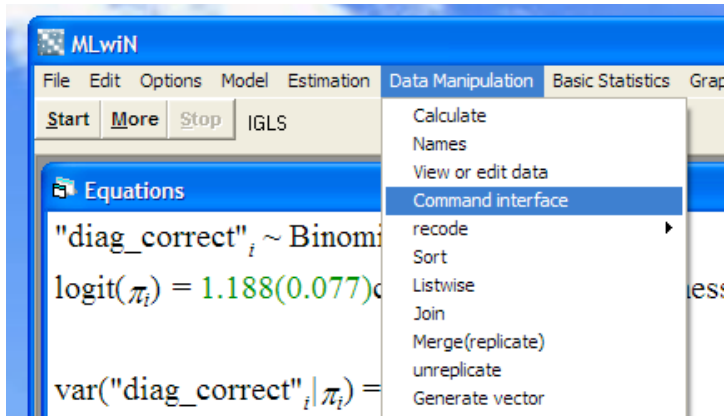 MLwiN
File Edit Options Model Estimation Data Manipulation Basic Statistics Grap
Start More Stop IGLS
Calculate
Names
View or edit data
Command interface
recode
Sort
Listwise
Join
Merge(replicate)
unreplicate
Generate vector
Equations
"diag_correct"ᵢ ~ Binomi
logit(πᵢ) = 1.188(0.077)c ess
var("diag_correct"ᵢ|πᵢ) =